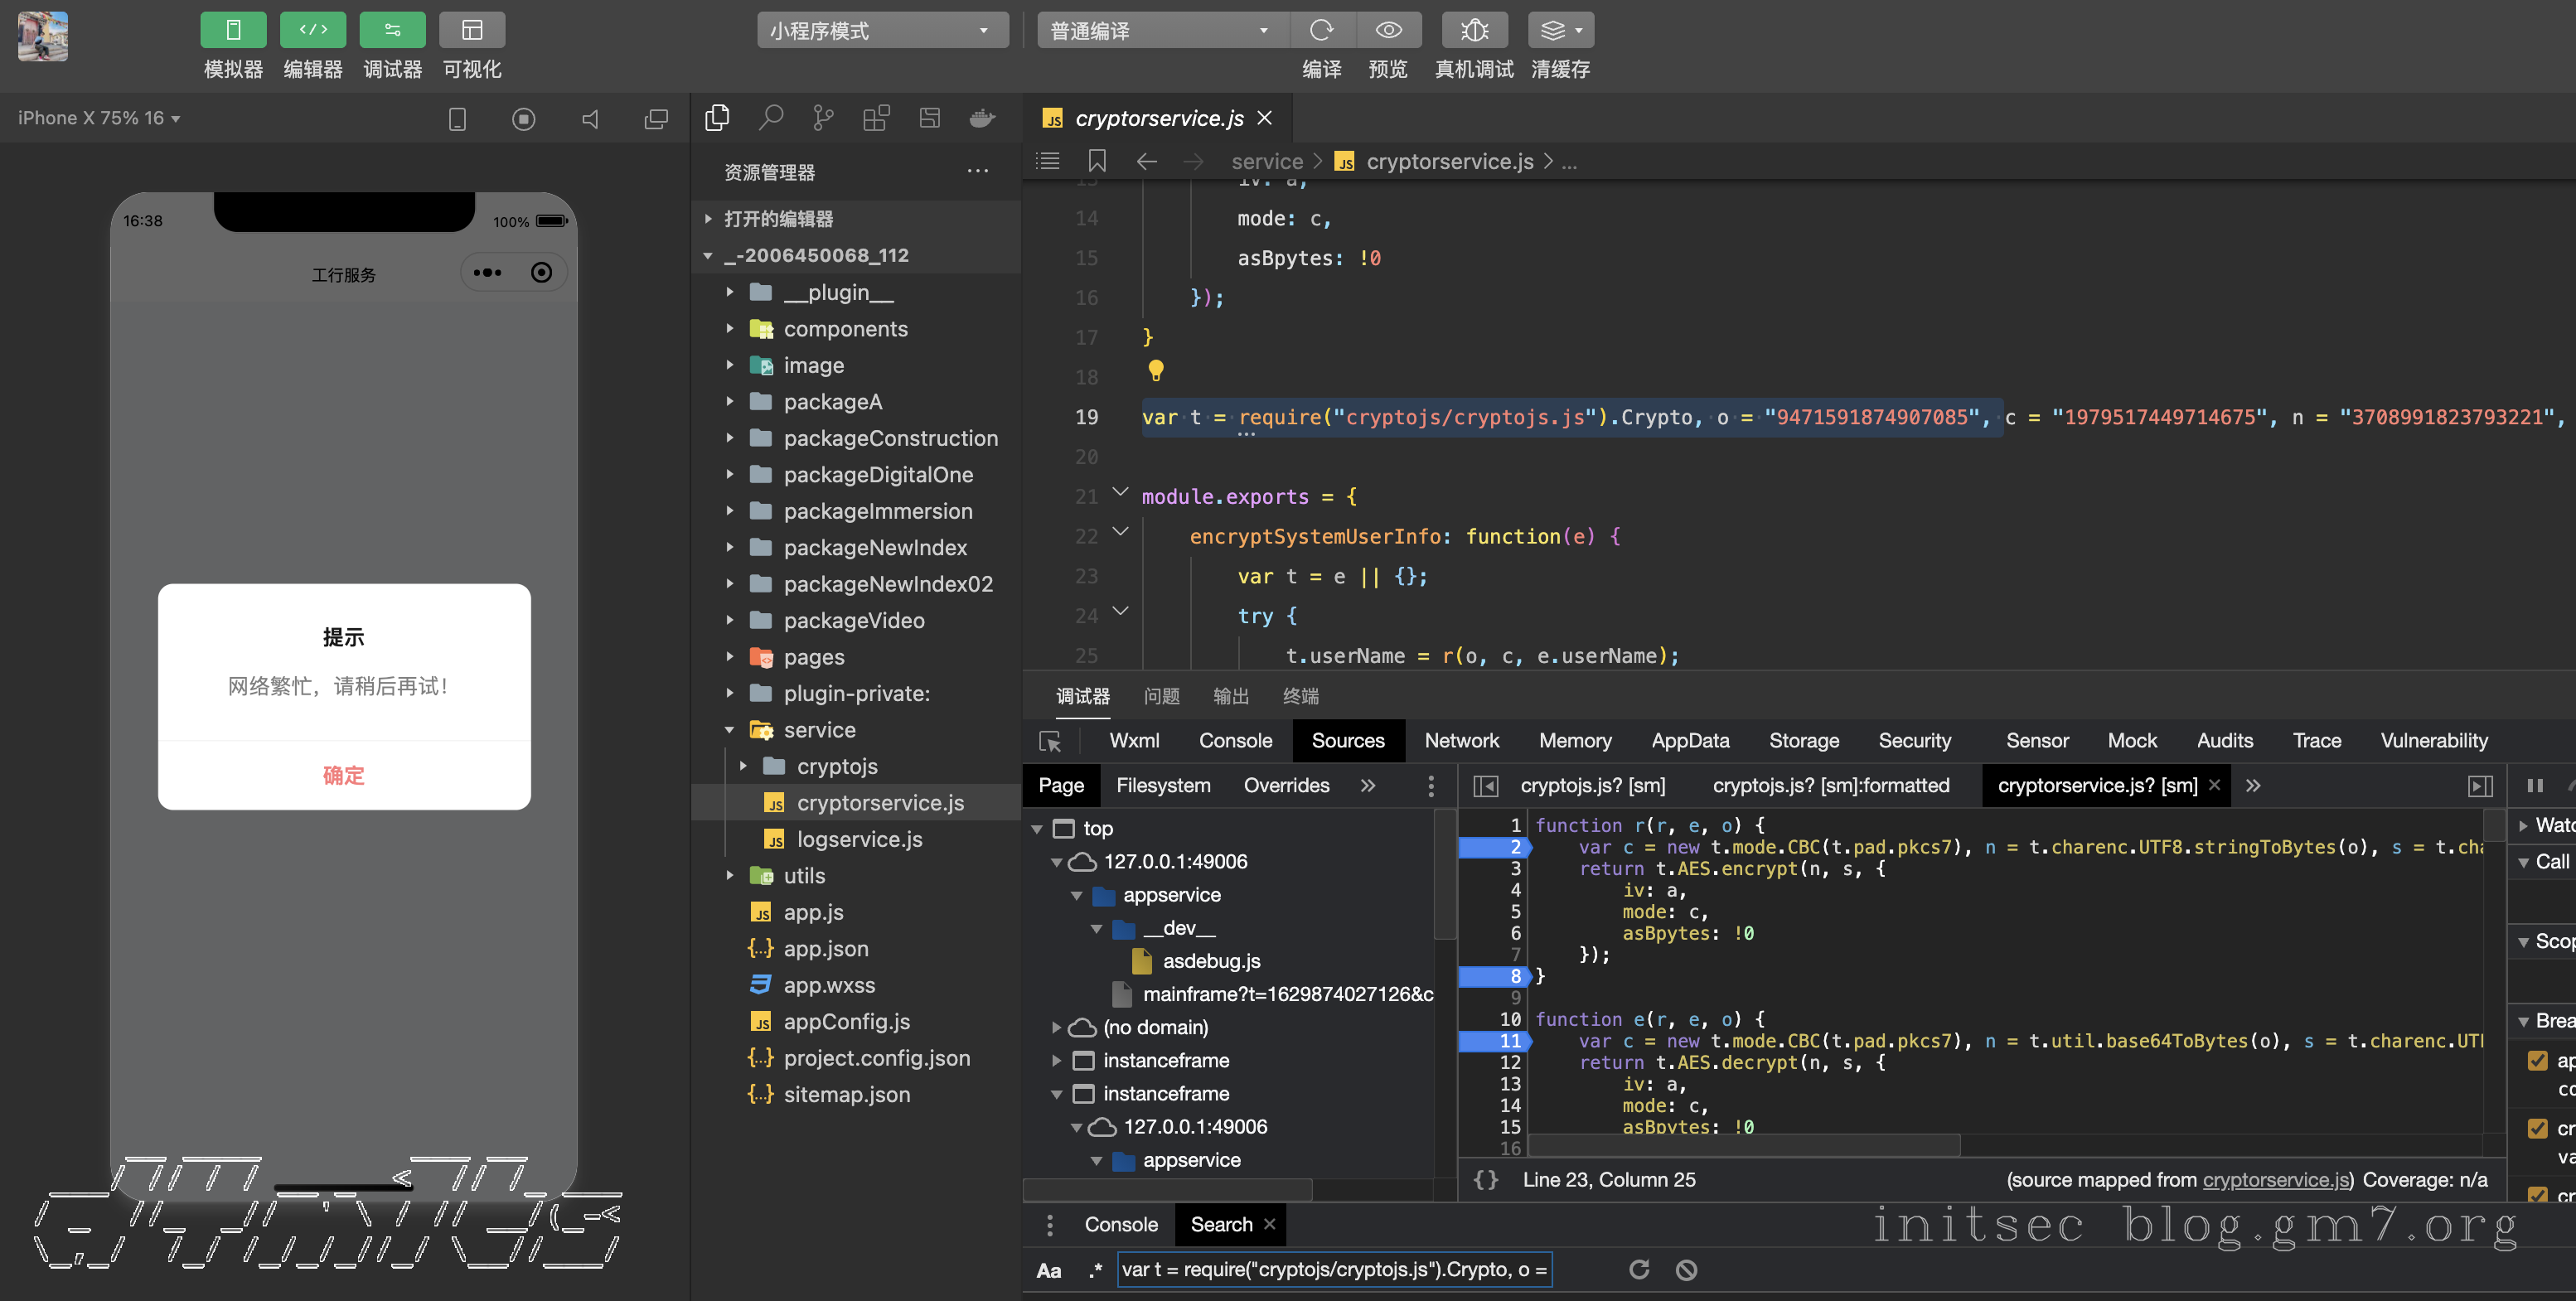 模拟器 编辑器 调试器 可视化
小程序模式 普通编译
编译 预览 真机调试 清缓存
iPhone X 75% 16
16:38 100%
工行服务
提示
网络繁忙，请稍后再试！
确定
资源管理器
打开的编辑器
_-2006450068_112
__plugin__
components
image
packageA
packageConstruction
packageDigitalOne
packageImmersion
packageNewIndex
packageNewIndex02
packageVideo
pages
plugin-private:
service
cryptojs
cryptorservice.js
logservice.js
utils
app.js
app.json
app.wxss
appConfig.js
project.config.json
sitemap.json
cryptorservice.js
service > cryptorservice.js > ...
13 iv: a,
14 mode: c,
15 asBpytes: !0
16 });
17 }
18
19 var t = require("cryptojs/cryptojs.js").Crypto, o = "9471591874907085", c = "1979517449714675", n = "3708991823793221",
20
21 module.exports = {
22 encryptSystemUserInfo: function(e) {
23 var t = e || {};
24 try {
25 t.userName = r(o, c, e.userName);
调试器 问题 输出 终端
Wxml Console Sources Network Memory AppData Storage Security Sensor Mock Audits Trace Vulnerability
Page Filesystem Overrides
top
127.0.0.1:49006
appservice
__dev__
asdebug.js
mainframe?t=1629874027126&c
(no domain)
instanceframe
instanceframe
127.0.0.1:49006
appservice
cryptojs.js? [sm] cryptojs.js? [sm]:formatted cryptorservice.js? [sm]
1 function r(r, e, o) {
2 var c = new t.mode.CBC(t.pad.pkcs7), n = t.charenc.UTF8.stringToBytes(o), s = t.cha
3 return t.AES.encrypt(n, s, {
4 iv: a,
5 mode: c,
6 asBpytes: !0
7 });
8 }
9
10 function e(r, e, o) {
11 var c = new t.mode.CBC(t.pad.pkcs7), n = t.util.base64ToBytes(o), s = t.charenc.UTF
12 return t.AES.decrypt(n, s, {
13 iv: a,
14 mode: c,
15 asBpytes: !0
16
{} Line 23, Column 25 (source mapped from cryptorservice.js) Coverage: n/a
Watc
Call
Scop
Brea
ap
co
cr
va
cr
Console Search
Aa .* var t = require("cryptojs/cryptojs.js").Crypto, o =
initsec blog.gm7.org